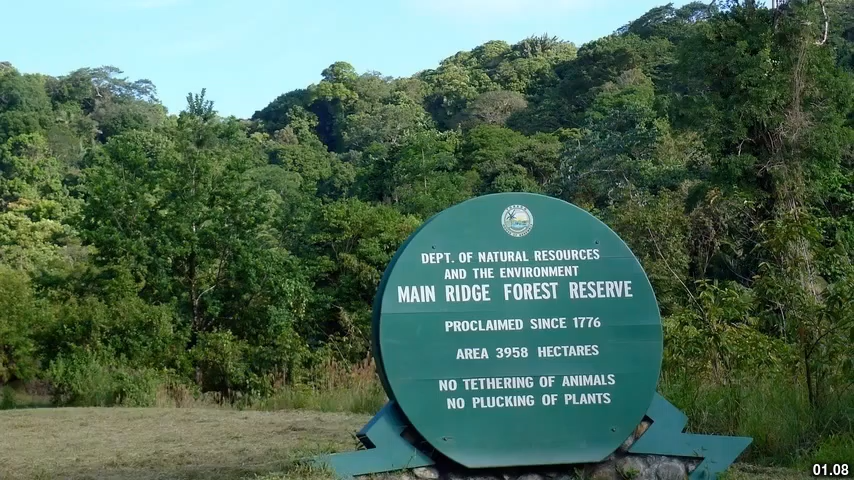 DEPT. OF NATURAL RESOURCES
AND THE ENVIRONMENT
MAIN RIDGE FOREST RESERVE
PROCLAIMED SINCE 1776
AREA 3958 HECTARES
NO TETHERING OF ANIMALS
NO PLUCKING OF PLANTS
01.08